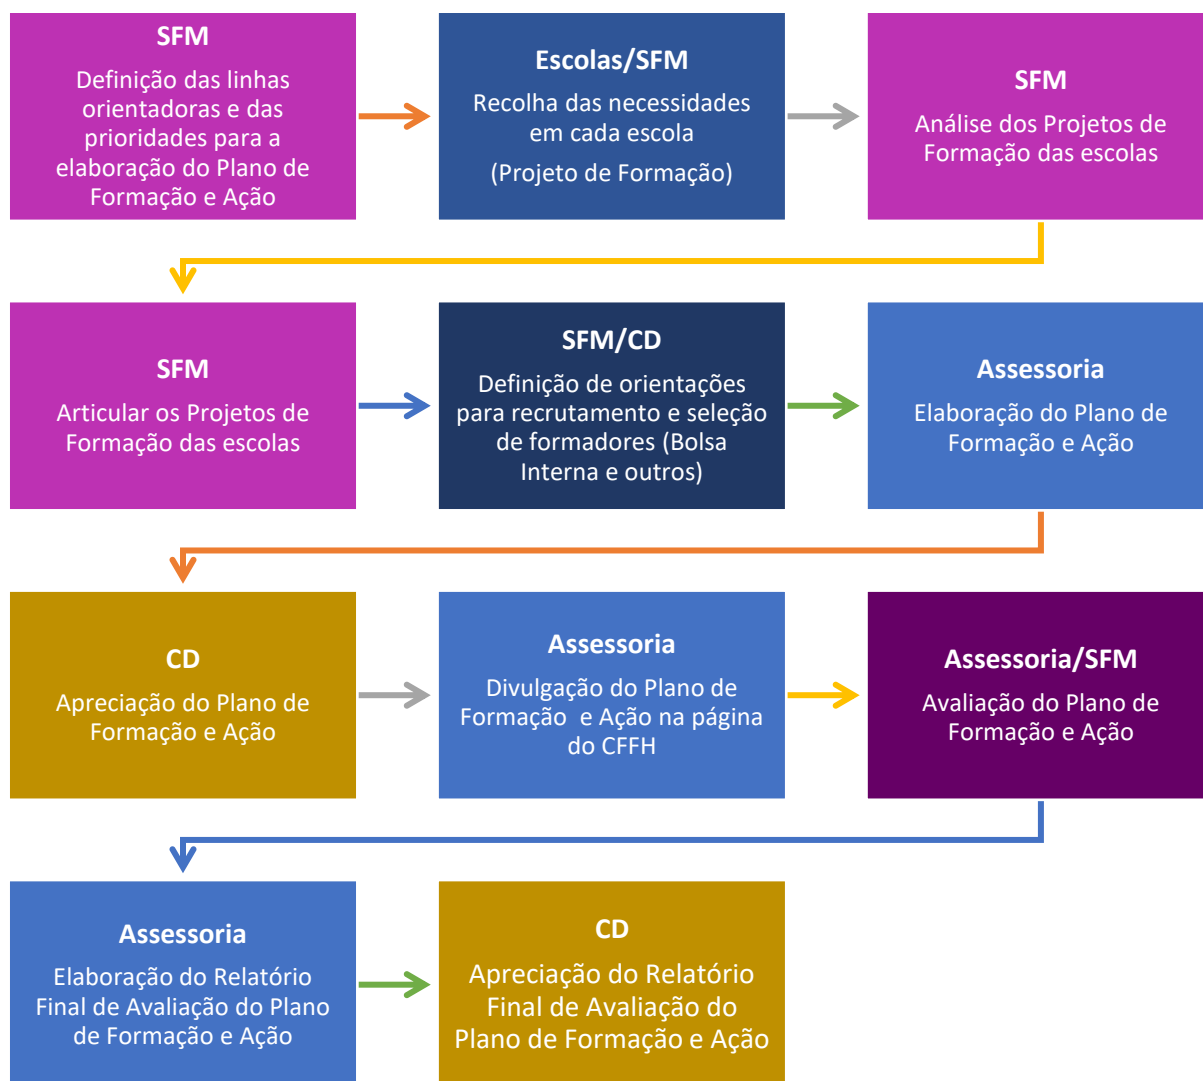 SFM
Definição das linhas
orientadoras e das
prioridades para a
elaboração do Plano de
Formação e Ação
Escolas/SFM
Recolha das necessidades
em cada escola
(Projeto de Formação)
SFM
Análise dos Projetos de
Formação das escolas
SFM
Articular os Projetos de
Formação das escolas
SFM/CD
Definição de orientações
para recrutamento e seleção
de formadores (Bolsa
Interna e outros)
Assessoria
Elaboração do Plano de
Formação e Ação
CD
Apreciação do Plano de
Formação e Ação
Assessoria
Divulgação do Plano de
Formação e Ação na página
do CFFH
Assessoria/SFM
Avaliação do Plano de
Formação e Ação
Assessoria
Elaboração do Relatório
Final de Avaliação do Plano
de Formação e Ação
CD
Apreciação do Relatório
Final de Avaliação do
Plano de Formação e Ação